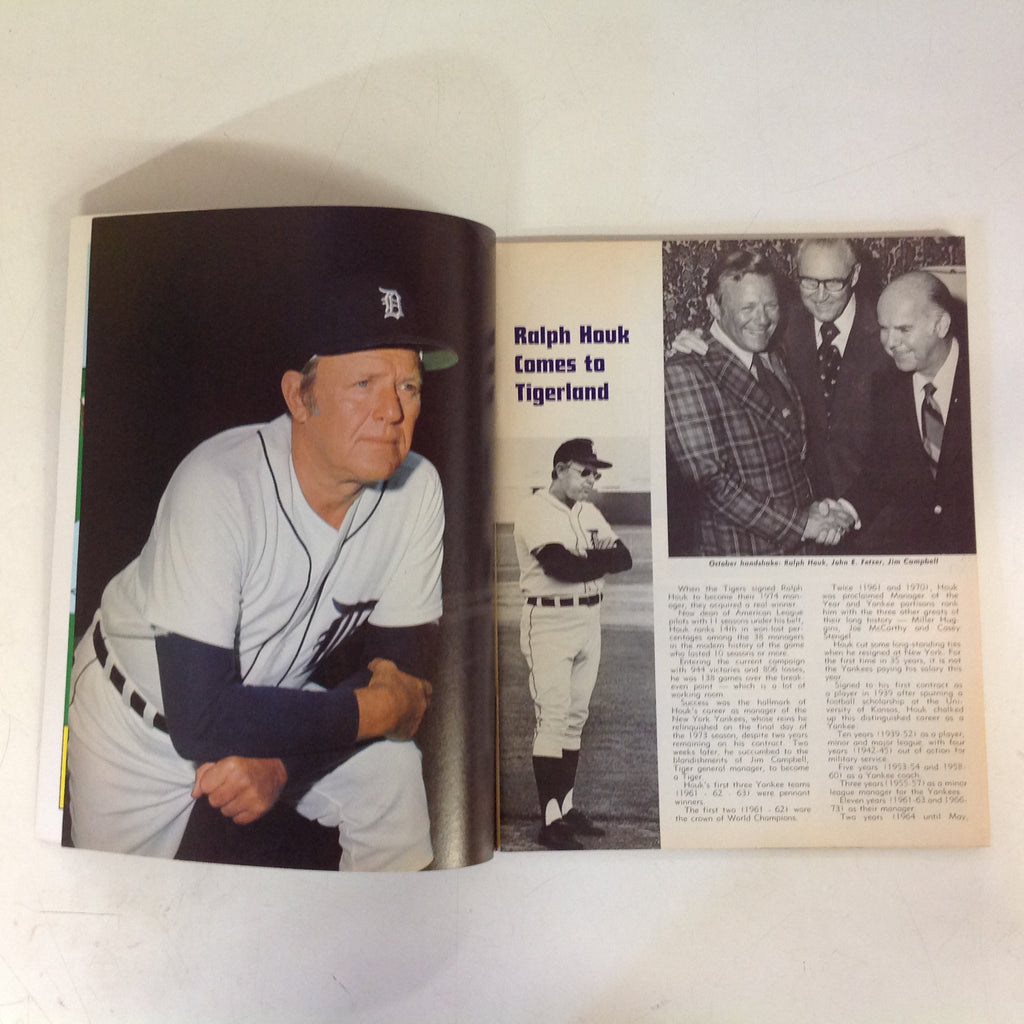 D
Ralph Houk
Comes to
Tigerland
October handshake: Ralph Houk, John E. Fetzer, Jim Campbell
When the Tigers signed Ralph
Houk to become their 1974 man-
ager, they acquired a real winner.
Now dean of American League
pilots with 11 seasons under his belt,
Houk ranks 14th in won-lost per-
centages among the 38 managers
in the modern history of the game
who lasted 10 seasons or more.
Entering the current campaign
with 944 victories and 806 losses,
he was 138 games over the break-
even point — which is a lot of
working room.
Success was the hallmark of
Houk's career as manager of the
New York Yankees, whose reins he
relinquished on the final day of
the 1973 season, despite two years
remaining on his contract. Two
weeks later, he succumbed to the
blandishments of Jim Campbell,
Tiger general manager, to become
a Tiger.
Houk's first three Yankee teams
(1961 - 62 - 63) were pennant
winners.
The first two (1961 - 62) wore
the crown of World Champions.
Twice (1961 and 1970), Houk
was proclaimed Manager of the
Year and Yankee partisans rank
him with the three other greats of
their long history — Miller Hug-
gins, Joe McCarthy and Casey
Stengel.
Houk cut some long-standing ties
when he resigned at New York. For
the first time in 35 years, it is not
the Yankees paying his salary this
year.
Signed to his first contract as
a player in 1939 after spurning a
football scholarship at the Uni-
versity of Kansas, Houk chalked
up this distinguished career as a
Yankee:
Ten years (1939-52) as a player,
minor and major league, with four
years (1942-45) out of action for
military service.
Five years (1953-54 and 1958-
60) as a Yankee coach.
Three years (1955-57) as a minor
league manager for the Yankees.
Eleven years (1961-63 and 1966-
73) as their manager.
Two years (1964 until May,